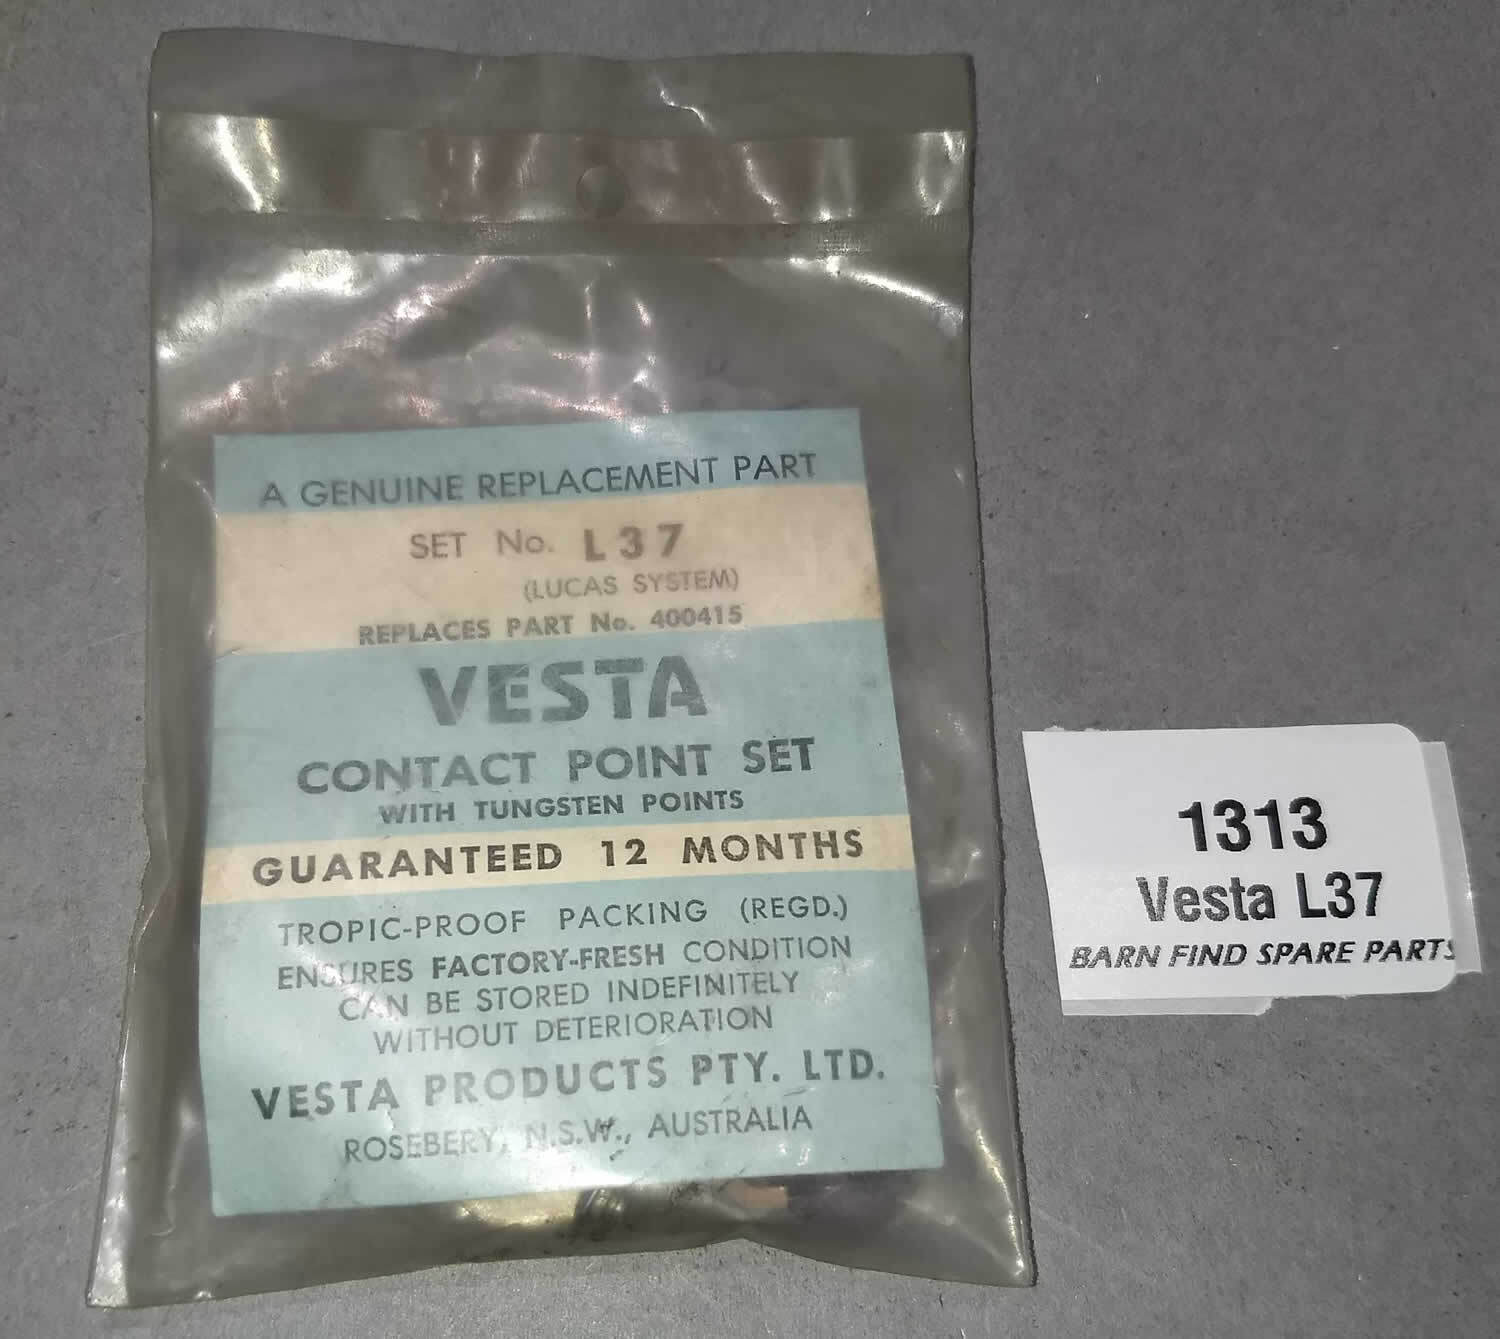 A GENUINE REPLACEMENT PART
SET No. L37
(LUCAS SYSTEM)
REPLACES PART No. 400415
VESTA
CONTACT POINT SET
WITH TUNGSTEN POINTS
GUARANTEED 12 MONTHS
TROPIC-PROOF PACKING (REGD.)
ENSURES FACTORY-FRESH CONDITION
CAN BE STORED INDEFINITELY
WITHOUT DETERIORATION
VESTA PRODUCTS PTY. LTD.
ROSEBERY, N.S.W., AUSTRALIA
1313
Vesta L37
BARN FIND SPARE PARTS